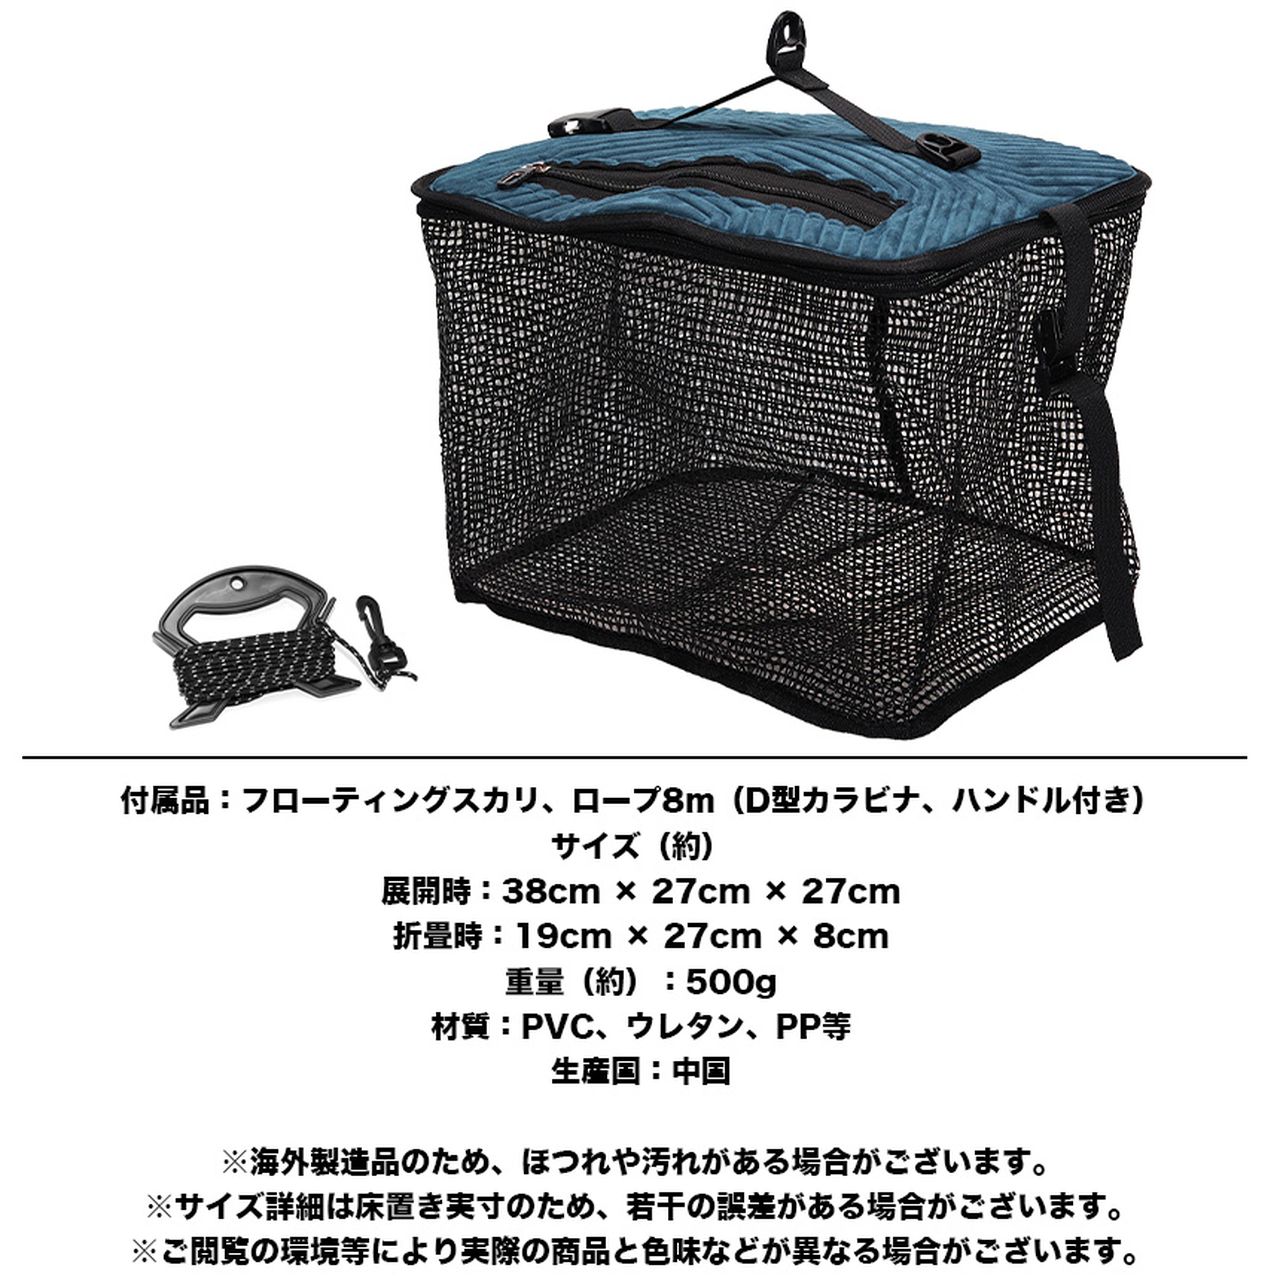 付属品：フローティングスカリ、ロープ8m（D型カラビナ、ハンドル付き）
サイズ（約）
展開時：38cm × 27cm × 27cm
折畳時：19cm × 27cm × 8cm
重量（約）：500g
材質：PVC、ウレタン、PP等
生産国：中国
※海外製造品のため、ほつれや汚れがある場合がございます。
※サイズ詳細は床置き実寸のため、若干の誤差がある場合がございます。
※ご閲覧の環境等により実際の商品と色味などが異なる場合がございます。